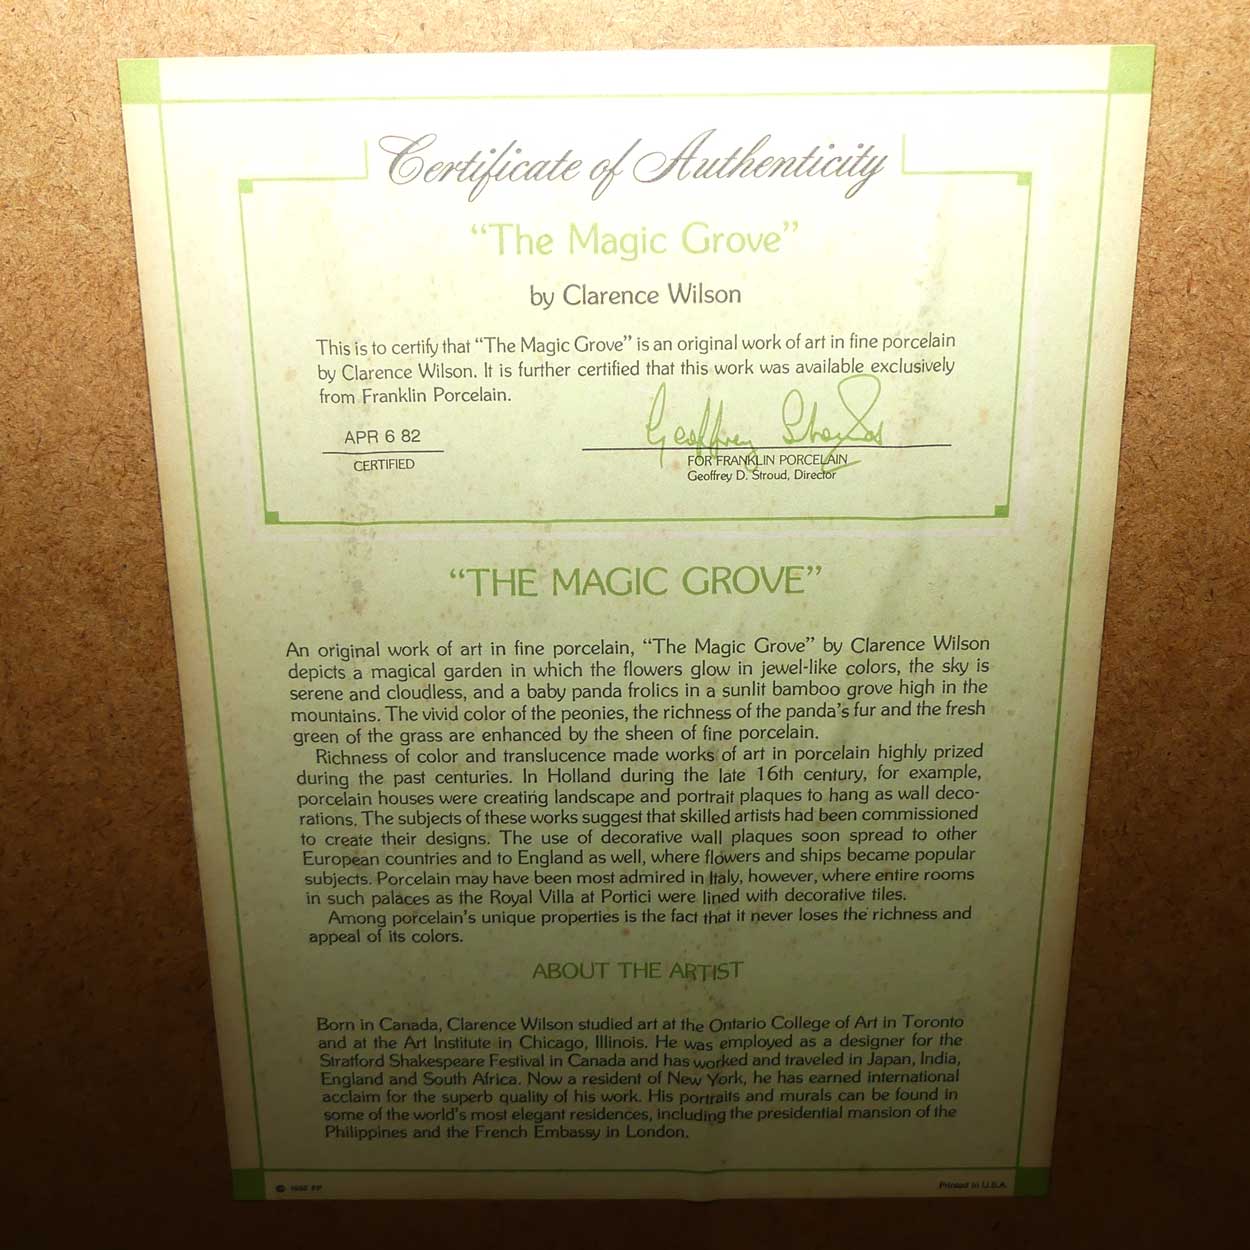 Certificate of Authenticity
“The Magic Grove”
by Clarence Wilson
This is to certify that “The Magic Grove” is an original work of art in fine porcelain
by Clarence Wilson. It is further certified that this work was available exclusively
from Franklin Porcelain.
APR 6 82
CERTIFIED
FOR FRANKLIN PORCELAIN
Geoffrey D. Stroud, Director
“THE MAGIC GROVE”
An original work of art in fine porcelain, “The Magic Grove” by Clarence Wilson
depicts a magical garden in which the flowers glow in jewel-like colors, the sky is
serene and cloudless, and a baby panda frolics in a sunlit bamboo grove high in the
mountains. The vivid color of the peonies, the richness of the panda’s fur and the fresh
green of the grass are enhanced by the sheen of fine porcelain.
Richness of color and translucence made works of art in porcelain highly prized
during the past centuries. In Holland during the late 16th century, for example,
porcelain houses were creating landscape and portrait plaques to hang as wall deco-
rations. The subjects of these works suggest that skilled artists had been commissioned
to create their designs. The use of decorative wall plaques soon spread to other
European countries and to England as well, where flowers and ships became popular
subjects. Porcelain may have been most admired in Italy, however, where entire rooms
in such palaces as the Royal Villa at Portici were lined with decorative tiles.
Among porcelain’s unique properties is the fact that it never loses the richness and
appeal of its colors.
ABOUT THE ARTIST
Born in Canada, Clarence Wilson studied art at the Ontario College of Art in Toronto
and at the Art Institute in Chicago, Illinois. He was employed as a designer for the
Stratford Shakespeare Festival in Canada and has worked and traveled in Japan, India,
England and South Africa. Now a resident of New York, he has earned international
acclaim for the superb quality of his work. His portraits and murals can be found in
some of the world’s most elegant residences, including the presidential mansion of the
Philippines and the French Embassy in London.
Printed in U.S.A.